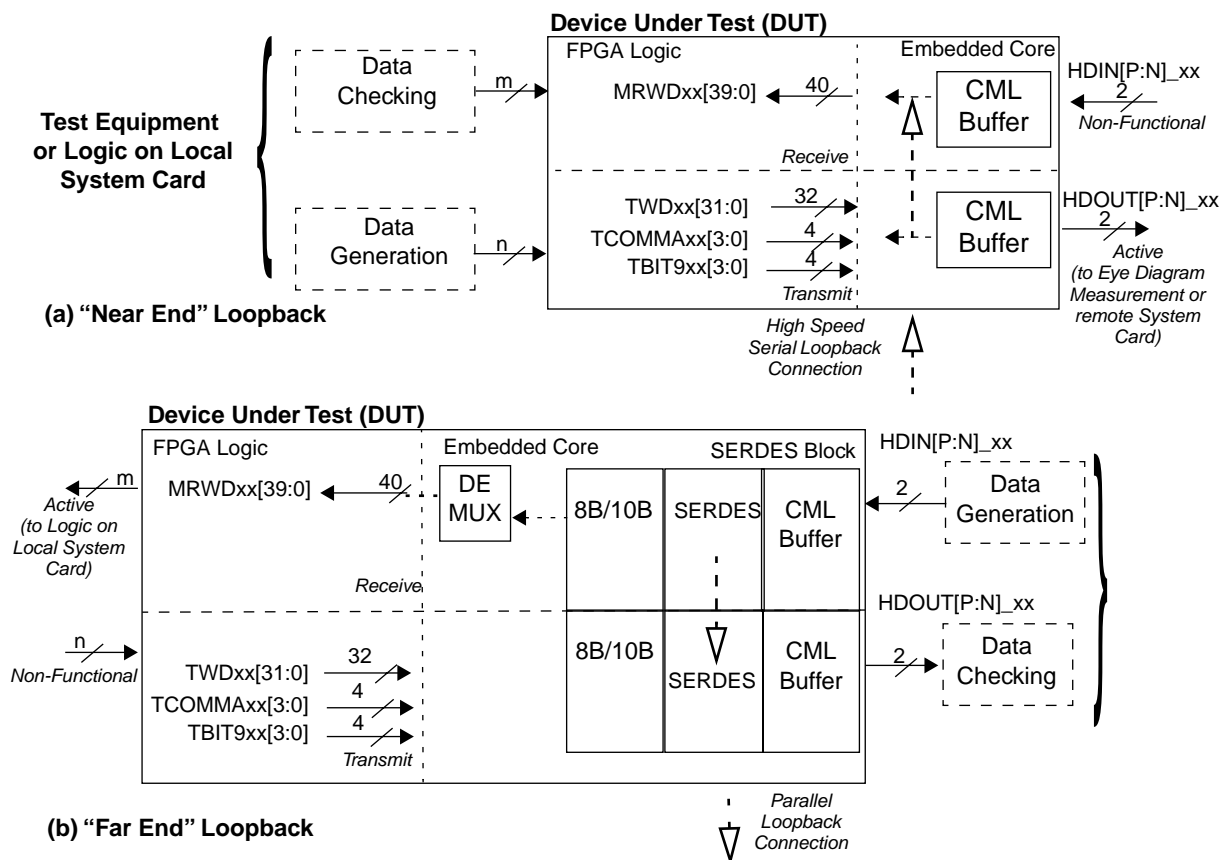 Device Under Test (DUT)
FPGA Logic
Embedded Core
Data
Checking
m
MRWDxx[39:0]
40
CML
Buffer
HDIN[P:N]_xx
2
Non-Functional
Test Equipment
or Logic on Local
System Card
Receive
Data
Generation
n
TWDxx[31:0]
32
TCOMMAxx[3:0]
4
TBIT9xx[3:0]
4
Transmit
CML
Buffer
HDOUT[P:N]_xx
2
Active
(to Eye Diagram
Measurement or
remote System
Card)
(a) “Near End” Loopback
High Speed
Serial Loopback
Connection
Device Under Test (DUT)
FPGA Logic
Embedded Core
SERDES Block
HDIN[P:N]_xx
m
Active
(to Logic on
Local System
Card)
MRWDxx[39:0]
40
DE
MUX
8B/10B
SERDES
CML
Buffer
2
Data
Generation
Receive
HDOUT[P:N]_xx
n
Non-Functional
TWDxx[31:0]
32
TCOMMAxx[3:0]
4
TBIT9xx[3:0]
4
Transmit
8B/10B
SERDES
CML
Buffer
2
Data
Checking
(b) “Far End” Loopback
Parallel
Loopback
Connection